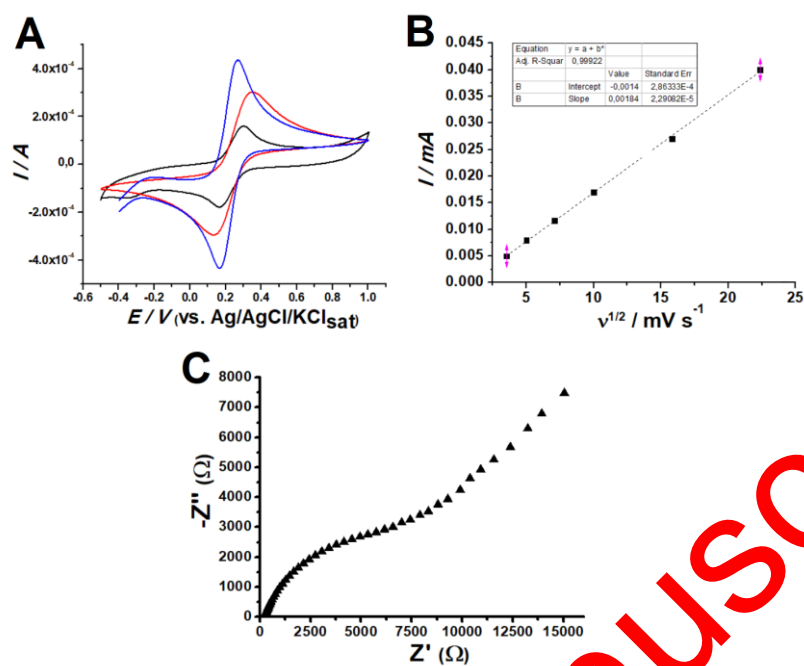 A
I / A
4.0x10⁻⁴
2.0x10⁻⁴
0.0
-2.0x10⁻⁴
-4.0x10⁻⁴
-0.6 -0.4 -0.2 0.0 0.2 0.4 0.6 0.8 1.0
E / V (vs. Ag/AgCl/KCl sat)
B
Equation y = a + b*
Adj. R-Squar 0,99922
Value Standard Err
B Intercept -0,0014 2,86333E-4
B Slope 0,00184 2,29082E-5
I / mA
0.045
0.040
0.035
0.030
0.025
0.020
0.015
0.010
0.005
0.000
5 10 15 20 25
ν^1/2 / mV s⁻¹
C
-Z'' (Ω)
8000
7000
6000
5000
4000
3000
2000
1000
0
0 2500 5000 7500 10000 12500 15000
Z' (Ω)